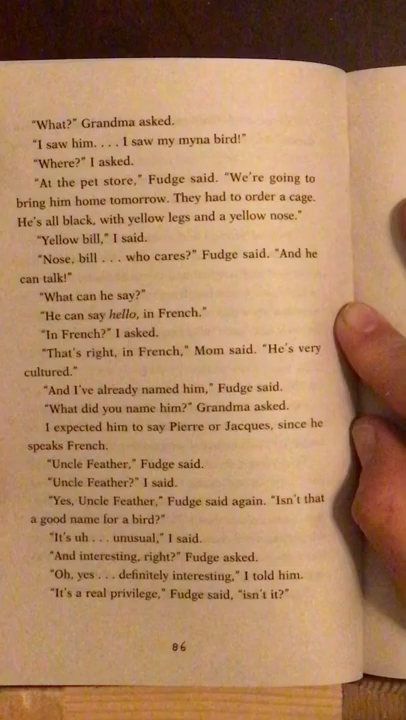 "What?" Grandma asked.
"I saw him. . . . I saw my myna bird!"
"Where?" I asked.
"At the pet store," Fudge said. "We're going to
bring him home tomorrow. They had to order a cage.
He's all black, with yellow legs and a yellow nose."
"Yellow bill," I said.
"Nose, bill . . . who cares?" Fudge said. "And he
can talk!"
"What can he say?"
"He can say hello, in French."
"In French?" I asked.
"That's right, in French," Mom said. "He's very
cultured."
"And I've already named him," Fudge said.
"What did you name him?" Grandma asked.
I expected him to say Pierre or Jacques, since he
speaks French.
"Uncle Feather," Fudge said.
"Uncle Feather?" I said.
"Yes, Uncle Feather," Fudge said again. "Isn't that
a good name for a bird?"
"It's uh . . . unusual," I said.
"And interesting, right?" Fudge asked.
"Oh, yes . . . definitely interesting," I told him.
"It's a real privilege," Fudge said, "isn't it?"
86